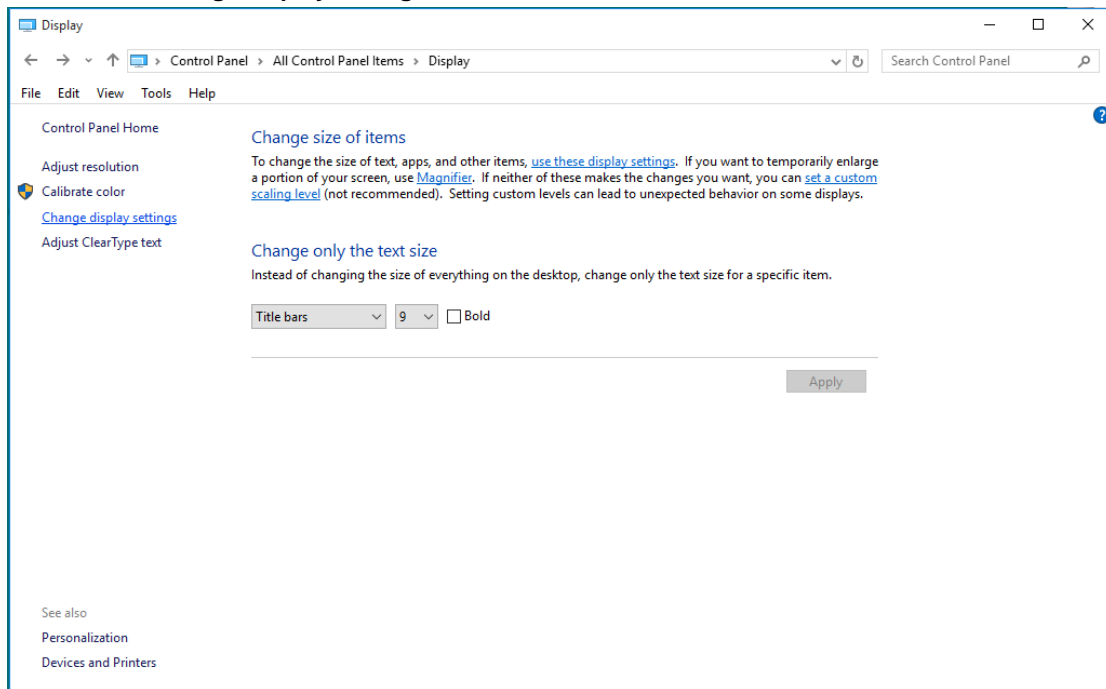 Display
Control Panel > All Control Panel Items > Display
Search Control Panel
File Edit View Tools Help
?
Control Panel Home
Adjust resolution
Calibrate color
Change display settings
Adjust ClearType text
Change size of items
To change the size of text, apps, and other items, use these display settings. If you want to temporarily enlarge
a portion of your screen, use Magnifier. If neither of these makes the changes you want, you can set a custom
scaling level (not recommended). Setting custom levels can lead to unexpected behavior on some displays.
Change only the text size
Instead of changing the size of everything on the desktop, change only the text size for a specific item.
Title bars 9 Bold
Apply
See also
Personalization
Devices and Printers